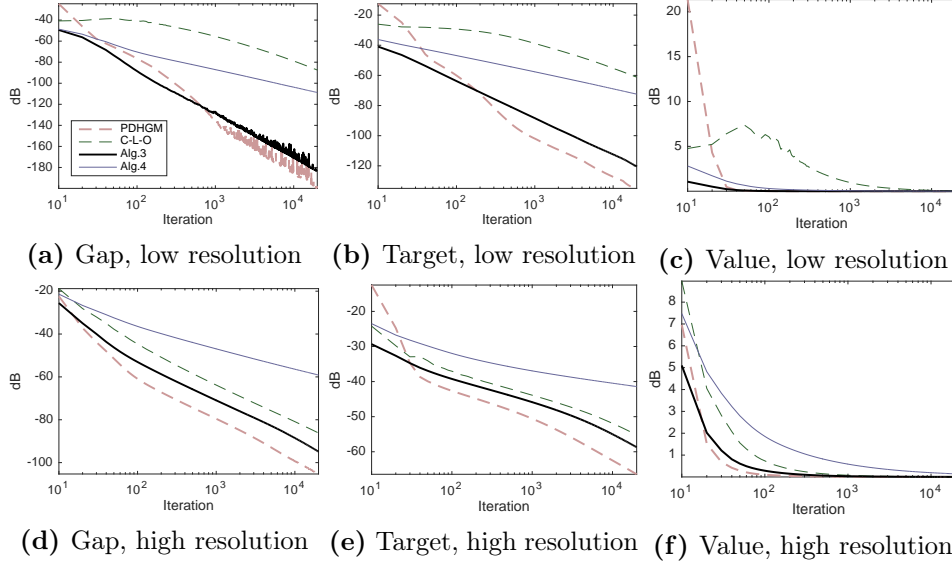 dB
-40
-60
-80
-100
-120
-140
-160
-180
PDHGM
C-L-O
Alg.3
Alg.4
10^1
10^2
10^3
10^4
Iteration
(a) Gap, low resolution
dB
-20
-40
-60
-80
-100
-120
10^1
10^2
10^3
10^4
Iteration
(b) Target, low resolution
dB
20
15
10
5
10^1
10^2
10^3
10^4
Iteration
(c) Value, low resolution
dB
-20
-40
-60
-80
-100
10^1
10^2
10^3
10^4
Iteration
(d) Gap, high resolution
dB
-20
-30
-40
-50
-60
10^1
10^2
10^3
10^4
Iteration
(e) Target, high resolution
dB
8
7
6
5
4
3
2
1
10^1
10^2
10^3
10^4
Iteration
(f) Value, high resolution